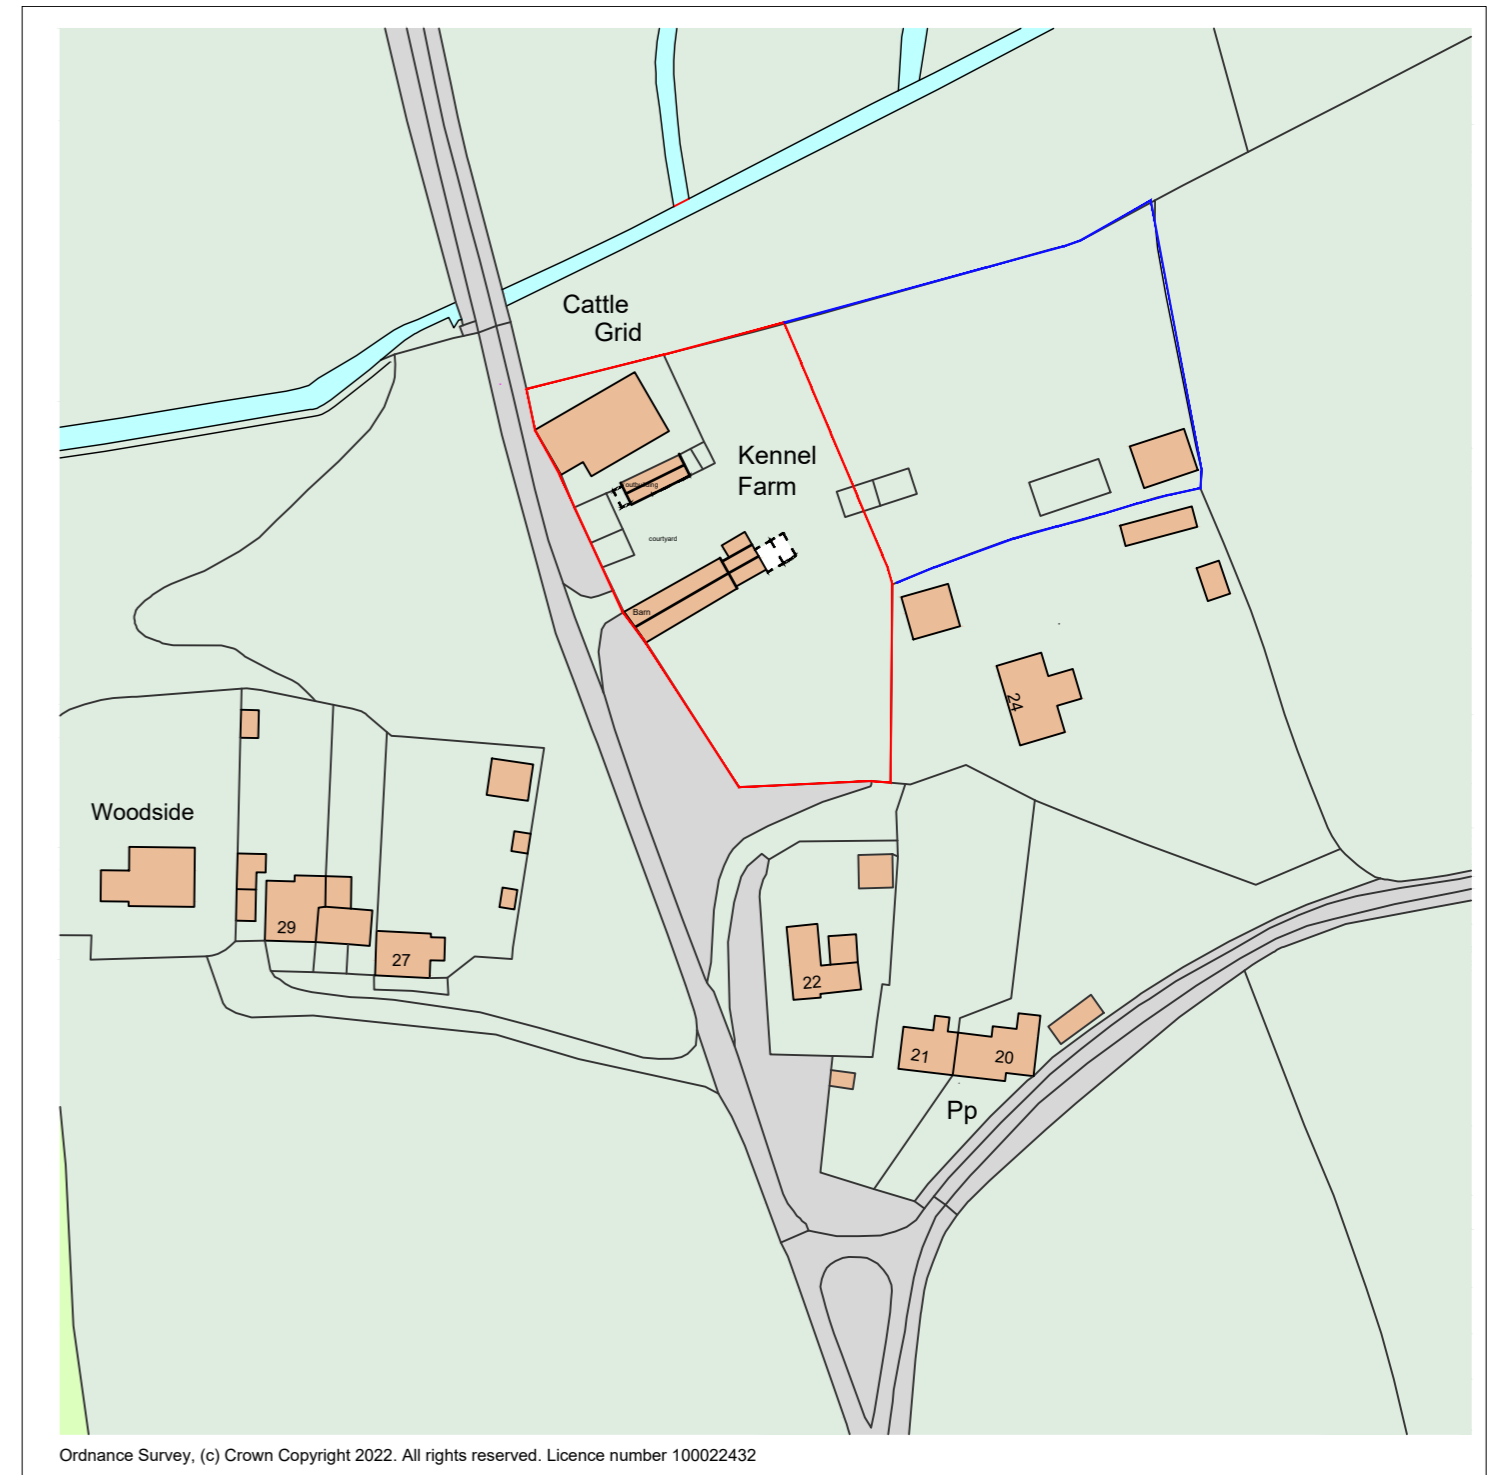 Cattle
Grid
Kennel
Farm
outbuilding
courtyard
Barn
24
Woodside
29
27
22
21
20
Pp
Ordnance Survey, (c) Crown Copyright 2022. All rights reserved. Licence number 100022432